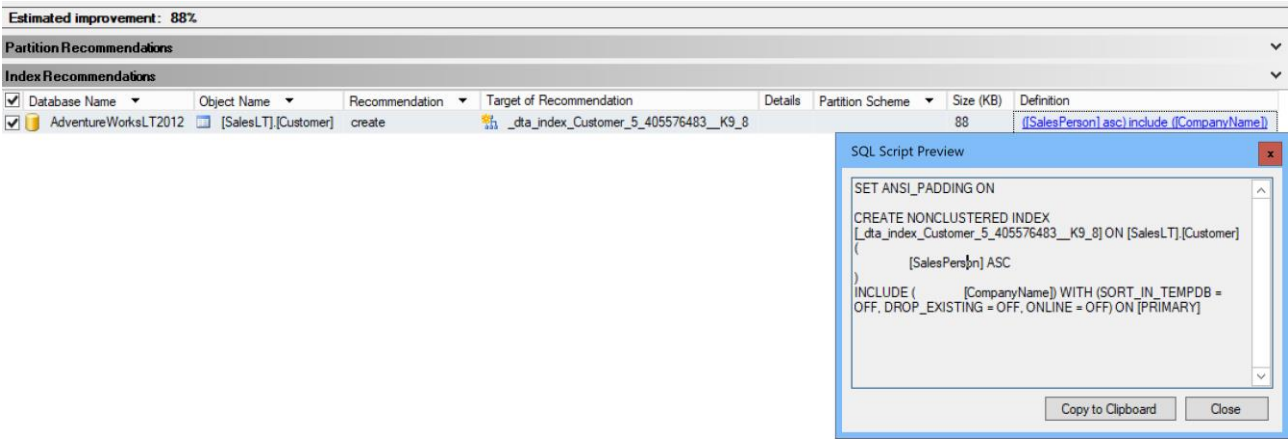 Estimated improvement: 88%
Partition Recommendations
Index Recommendations
Database Name Object Name Recommendation Target of Recommendation Details Partition Scheme Size (KB) Definition
AdventureWorksLT2012 [SalesLT].[Customer] create _dta_index_Customer_5_405576483__K9_8 88 ([SalesPerson] asc) include ([CompanyName])
SQL Script Preview
x
SET ANSI_PADDING ON
CREATE NONCLUSTERED INDEX
[_dta_index_Customer_5_405576483__K9_8] ON [SalesLT].[Customer]
(
[SalesPerson] ASC
)
INCLUDE ( [CompanyName]) WITH (SORT_IN_TEMPDB =
OFF, DROP_EXISTING = OFF, ONLINE = OFF) ON [PRIMARY]
Copy to Clipboard Close